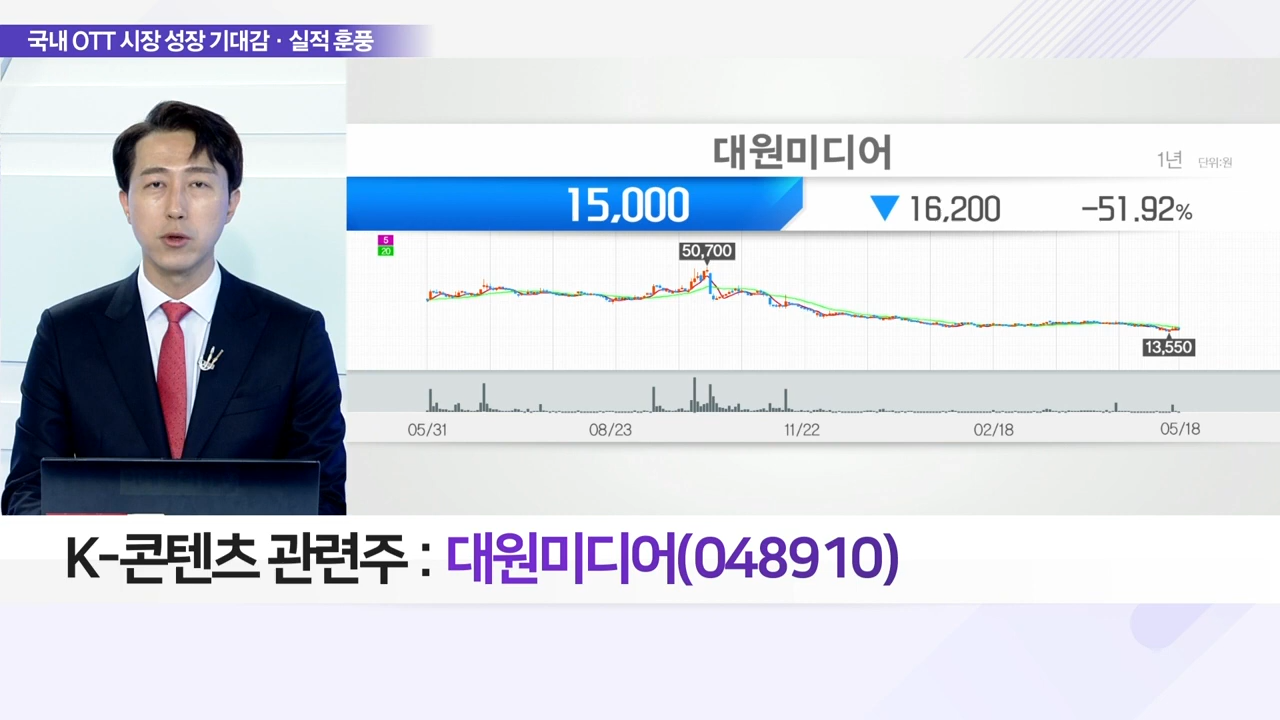 국내 OTT 시장 성장 기대감 · 실적 훈풍
대원미디어
1년 단위:원
15,000 ▼ 16,200 -51.92%
5
20
50,700
13,550
05/31 08/23 11/22 02/18 05/18
K-콘텐츠 관련주 : 대원미디어(048910)